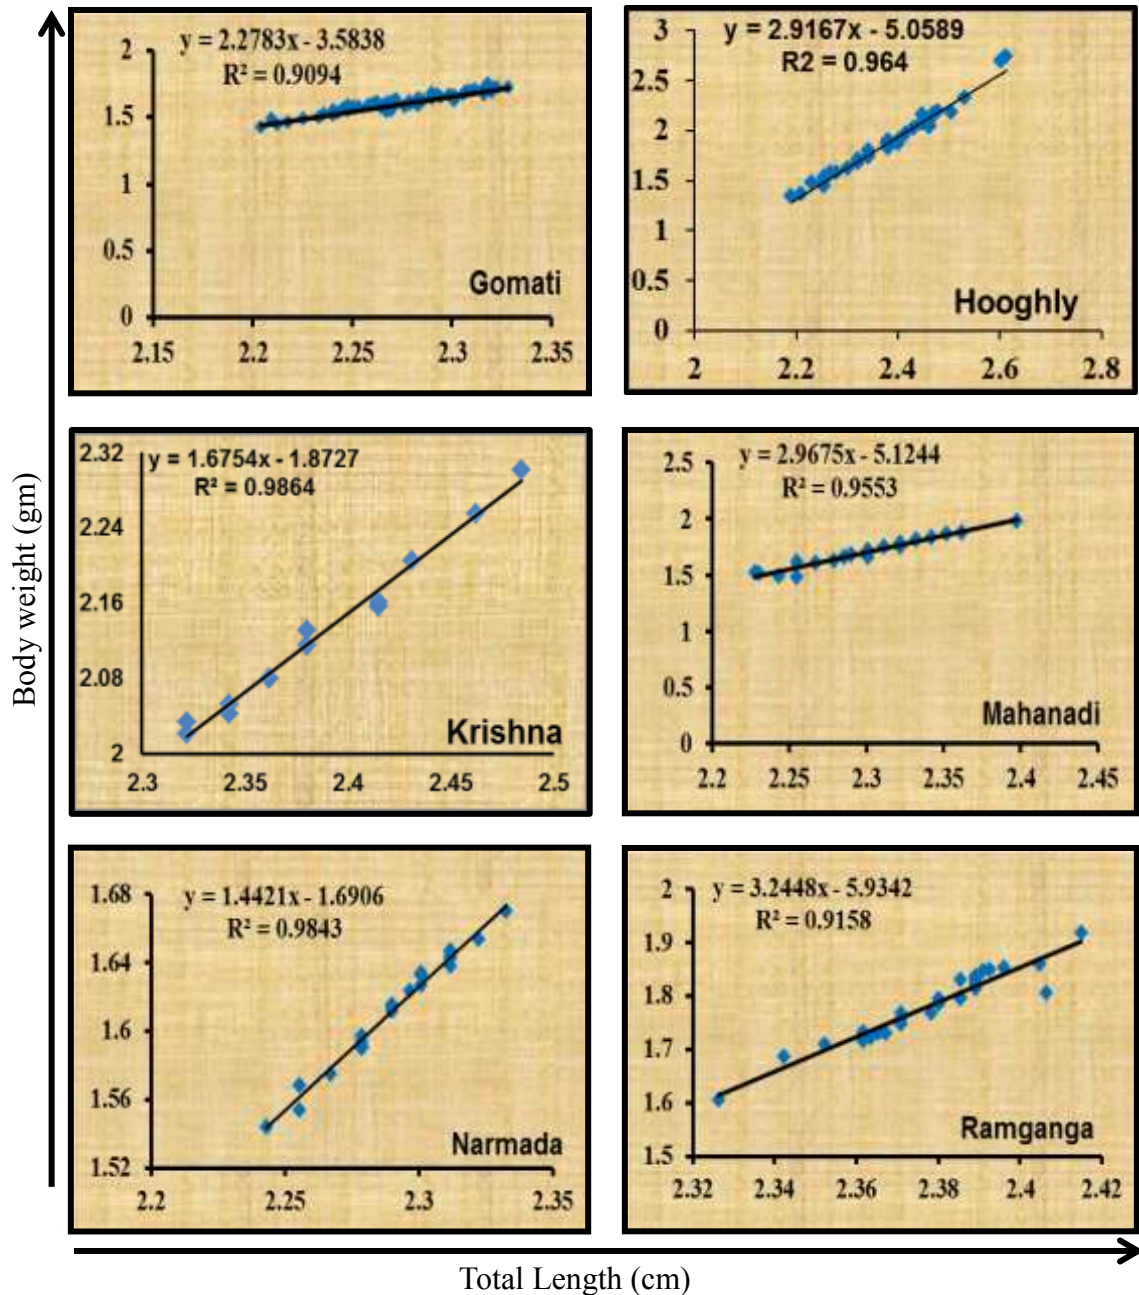 y = 2.2783x - 3.5838
R² = 0.9094
2
1.5
1
0.5
0
Gomati
2.15 2.2 2.25 2.3 2.35
y = 2.9167x - 5.0589
R2 = 0.964
3
2.5
2
1.5
1
0.5
0
Hooghly
2 2.2 2.4 2.6 2.8
Body weight (gm)
y = 1.6754x - 1.8727
R² = 0.9864
2.32
2.24
2.16
2.08
2
Krishna
2.3 2.35 2.4 2.45 2.5
y = 2.9675x - 5.1244
R² = 0.9553
2.5
2
1.5
1
0.5
0
Mahanadi
2.2 2.25 2.3 2.35 2.4 2.45
y = 1.4421x - 1.6906
R² = 0.9843
1.68
1.64
1.6
1.56
1.52
Narmada
2.2 2.25 2.3 2.35
y = 3.2448x - 5.9342
R² = 0.9158
2
1.9
1.8
1.7
1.6
1.5
Ramganga
2.32 2.34 2.36 2.38 2.4 2.42
Total Length (cm)